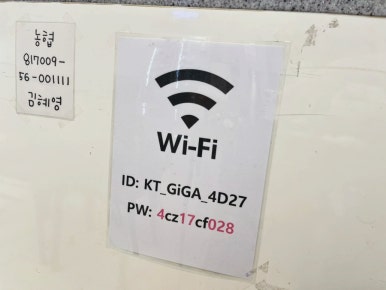 농협
817009-
56-001111
김혜영
Wi-Fi
ID: KT_GiGA_4D27
PW: 4cz17cf028